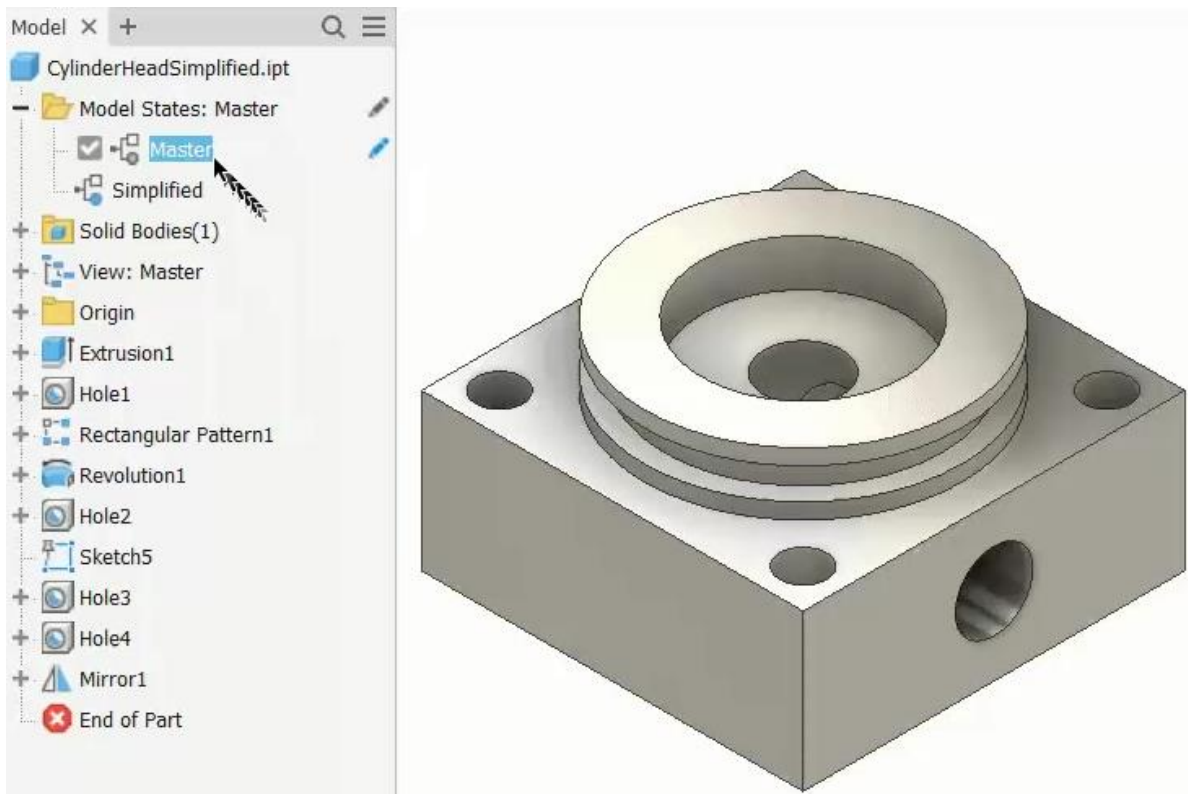 Model
CylinderHeadSimplified.ipt
Model States: Master
Master
Simplified
Solid Bodies(1)
View: Master
Origin
Extrusion1
Hole1
Rectangular Pattern1
Revolution1
Hole2
Sketch5
Hole3
Hole4
Mirror1
End of Part